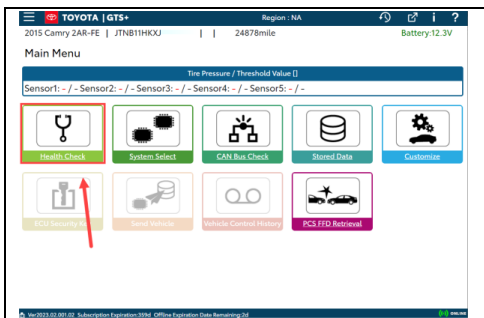 TOYOTA | GTS+ Region : NA i ?
2015 Camry 2AR-FE | JTNB11HKXJ | | 24878mile Battery:12.3V
Main Menu
Tire Pressure / Threshold Value []
Sensor1: - / - Sensor2: - / - Sensor3: - / - Sensor4: - / - Sensor5: - / -
Health Check System Select CAN Bus Check Stored Data Customize
ECU Security Key Send Vehicle Vehicle Control History PCS FFD Retrieval
Ver2023.02.001.02 Subscription Expiration:359d Offline Expiration Date Remaining:3d ONLINE